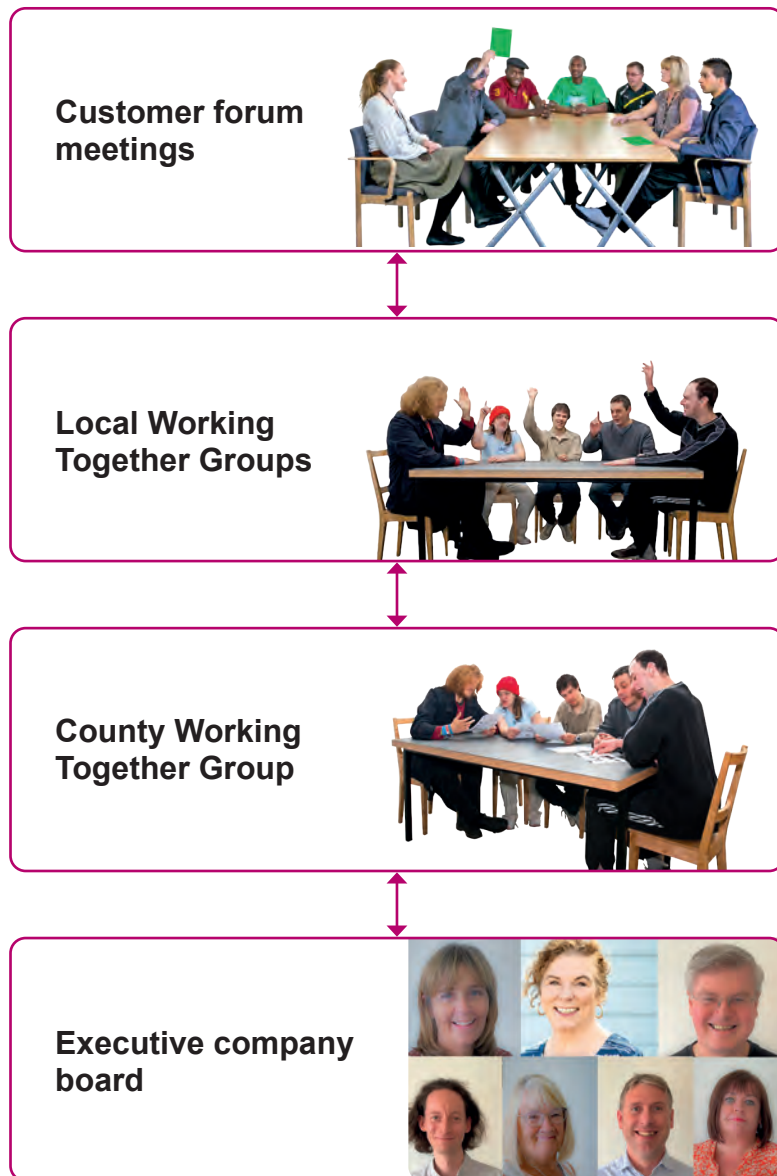 Customer forum
meetings
Local Working
Together Groups
County Working
Together Group
Executive company
board